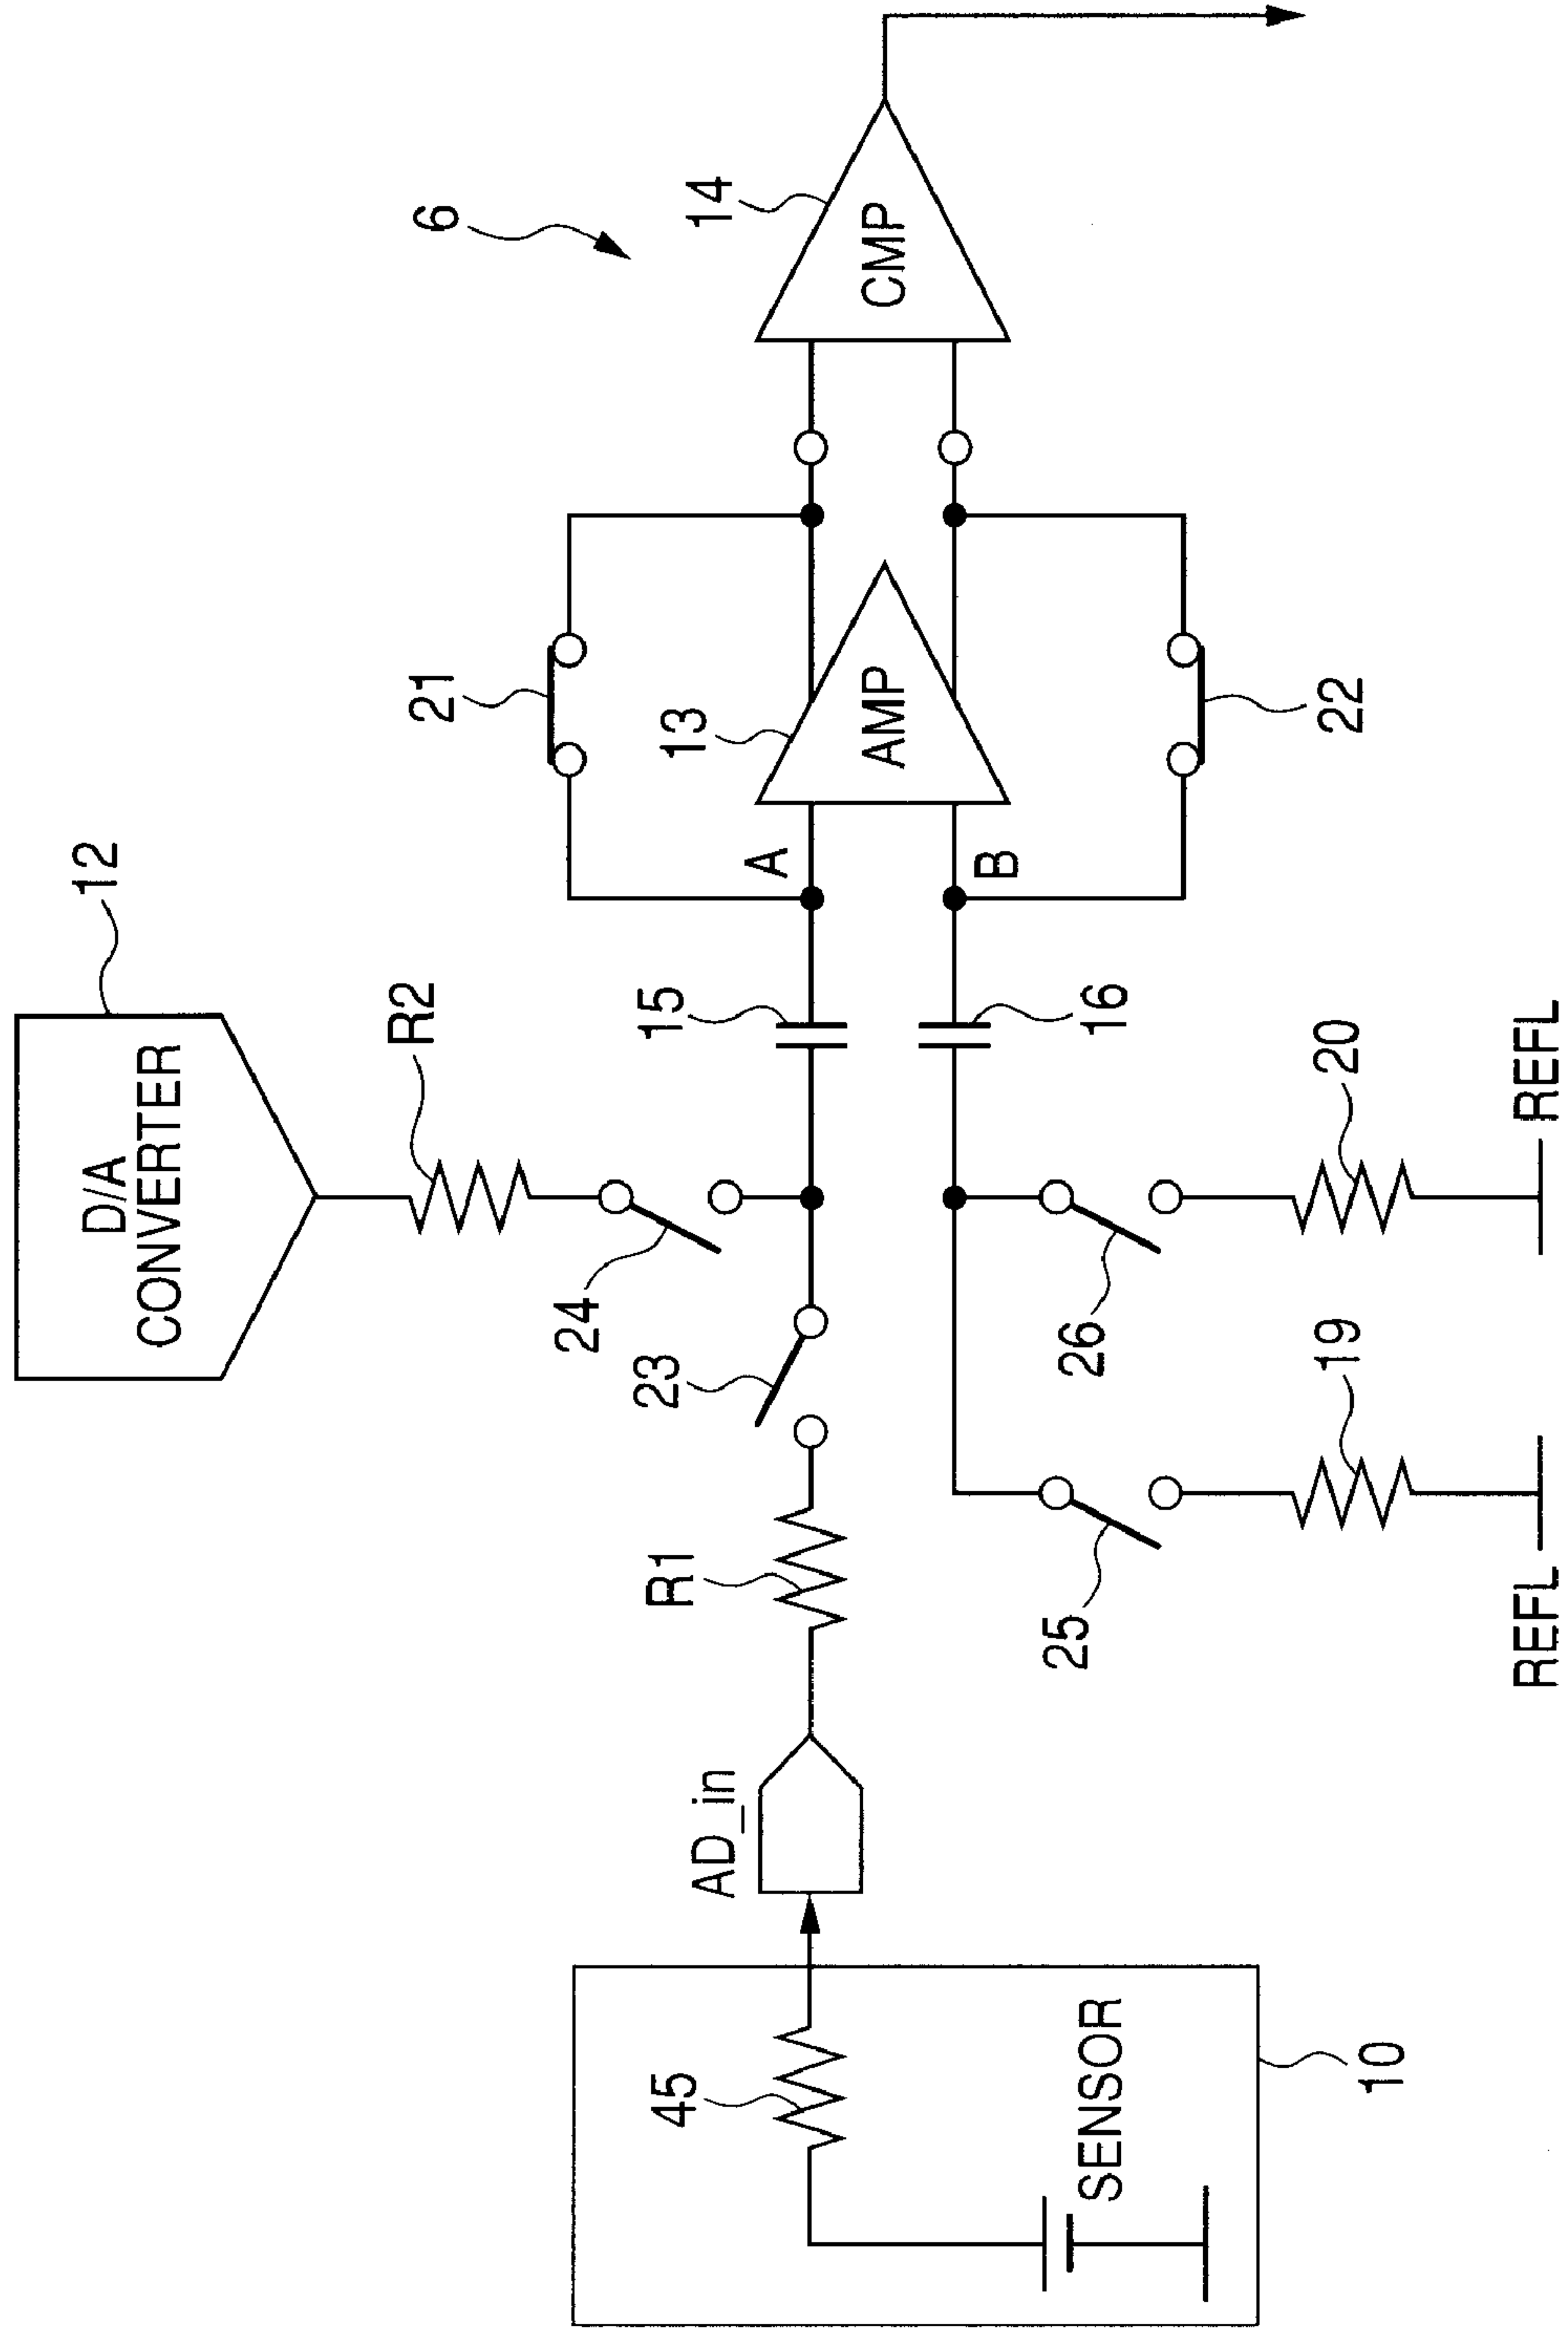 12
D/A
CONVERTER
R2
24
6
21
14
CMP
13
AMP
A
B
15
16
23
R1
AD_in
45
SENSOR
10
25
26
22
20
19
REFL
REFL